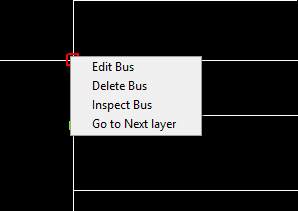 Edit Bus
Delete Bus
Inspect Bus
Go to Next layer